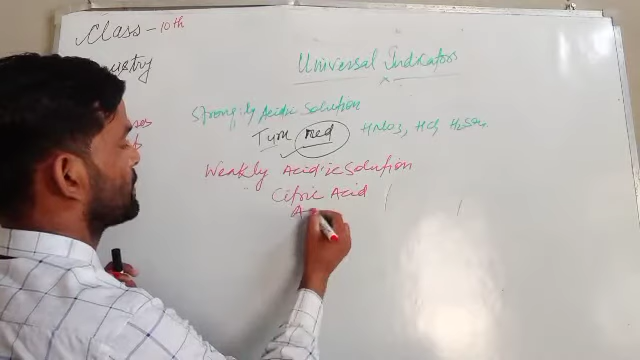 Class - 10th
Universal Indicators
Strongly Acidic Solution
Turn red HNO3, HCl, H2SO4
Weakly Acidic Solution
Citric Acid
A